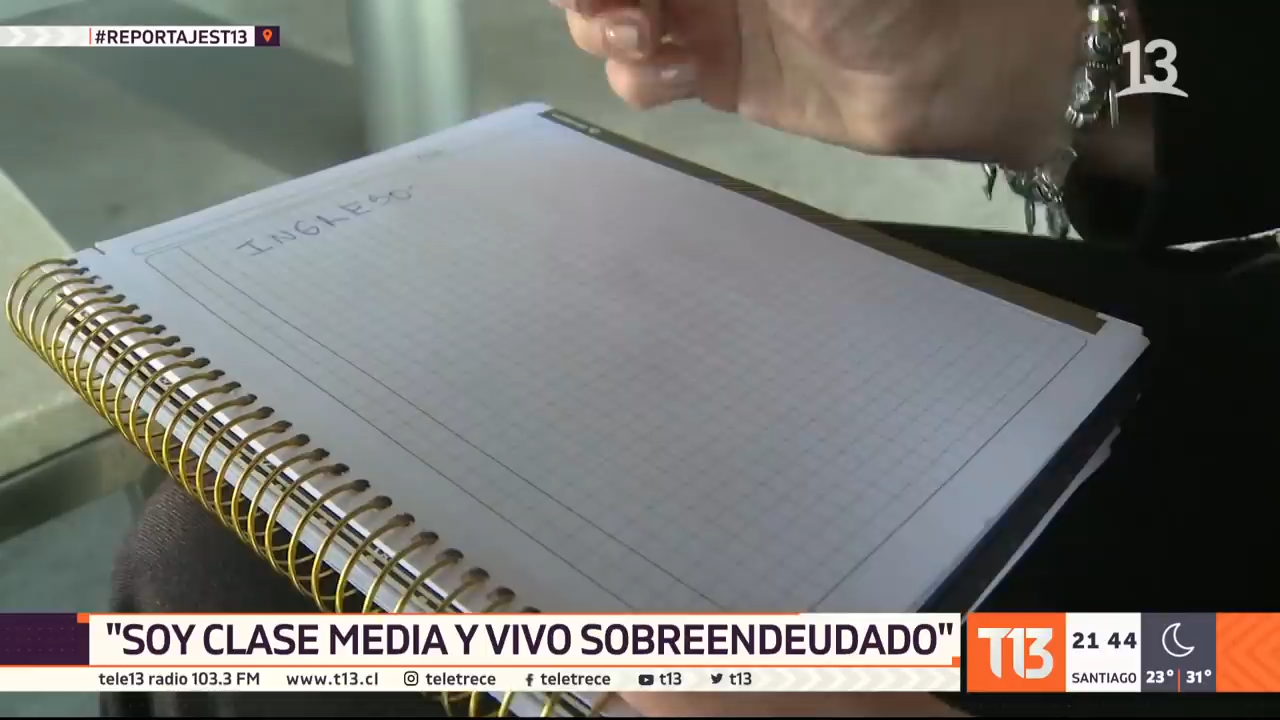 #REPORTAJEST13
13
INGRESO
"SOY CLASE MEDIA Y VIVO SOBREENDEUDADO"
T13
21 44
SANTIAGO 23° | 31°
tele13 radio 103.3 FM www.t13.cl teletrece teletrece t13 t13